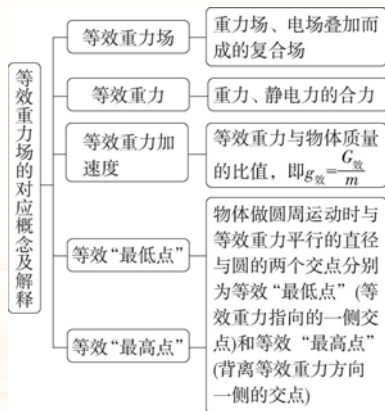 等效重力场的对应概念及解释
等效重力场
重力场、电场叠加而
成的复合场
等效重力
重力、静电力的合力
等效重力加
速度
等效重力与物体质量
的比值，即g效=G效/m
等效“最低点”
等效“最高点”
物体做圆周运动时与
等效重力平行的直径
与圆的两个交点分别
为等效“最低点”(等
效重力指向的一侧交
点)和等效“最高点”
(背离等效重力方向
一侧的交点)